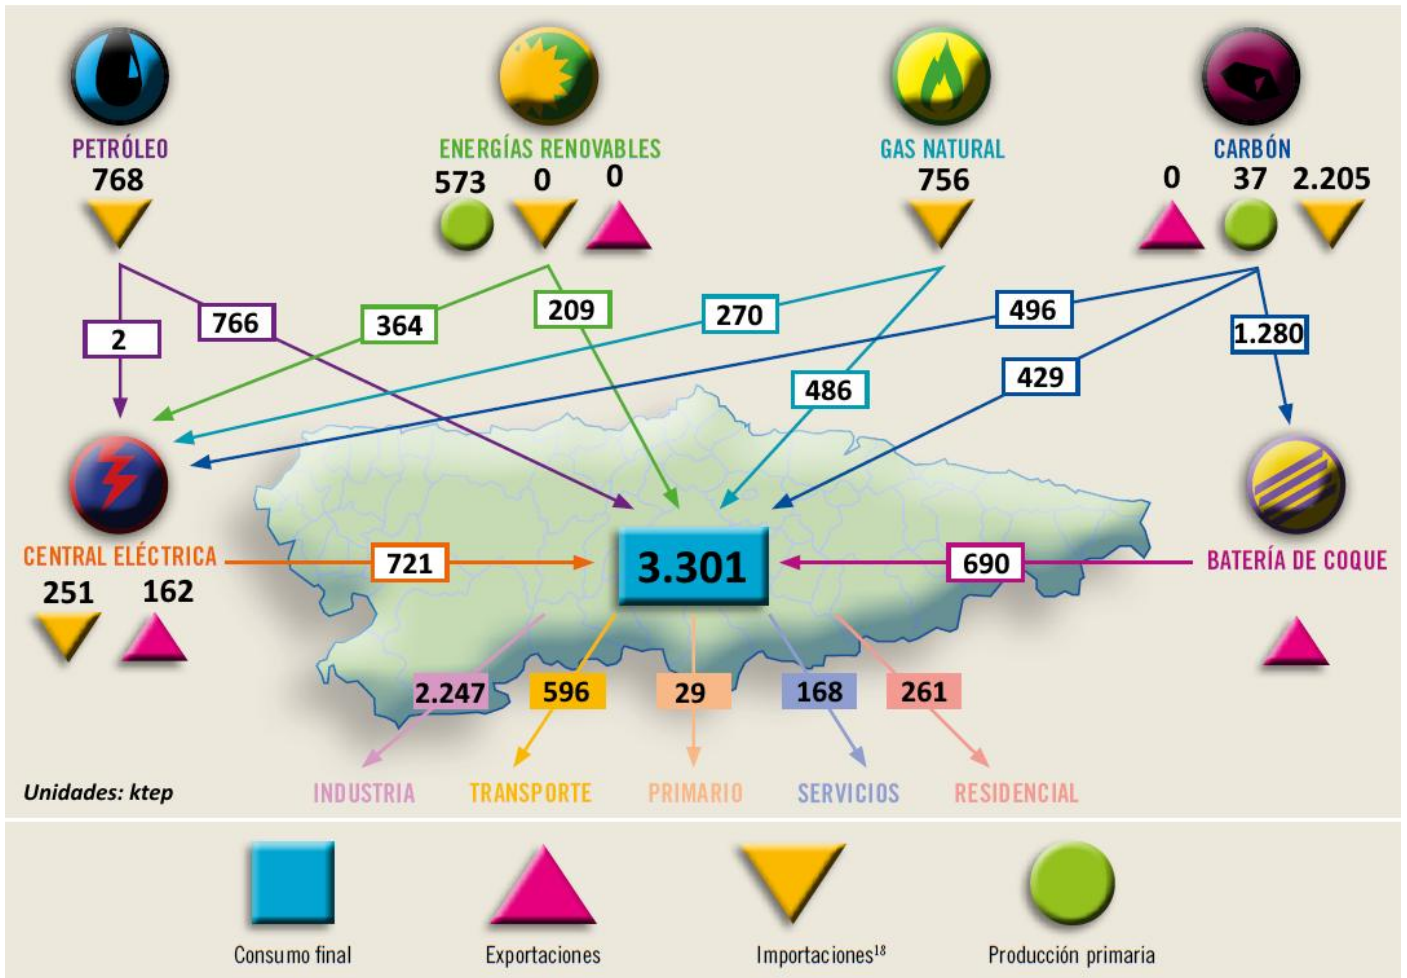 PETRÓLEO
768
ENERGÍAS RENOVABLES
573 0 0
GAS NATURAL
756
CARBÓN
0 37 2.205
2
766
364
209
270
486
496
429
1.280
CENTRAL ELÉCTRICA
251 162
721
3.301
690
BATERÍA DE COQUE
2.247
596
29
168
261
Unidades: ktep
INDUSTRIA
TRANSPORTE
PRIMARIO
SERVICIOS
RESIDENCIAL
Consumo final
Exportaciones
Importaciones18
Producción primaria